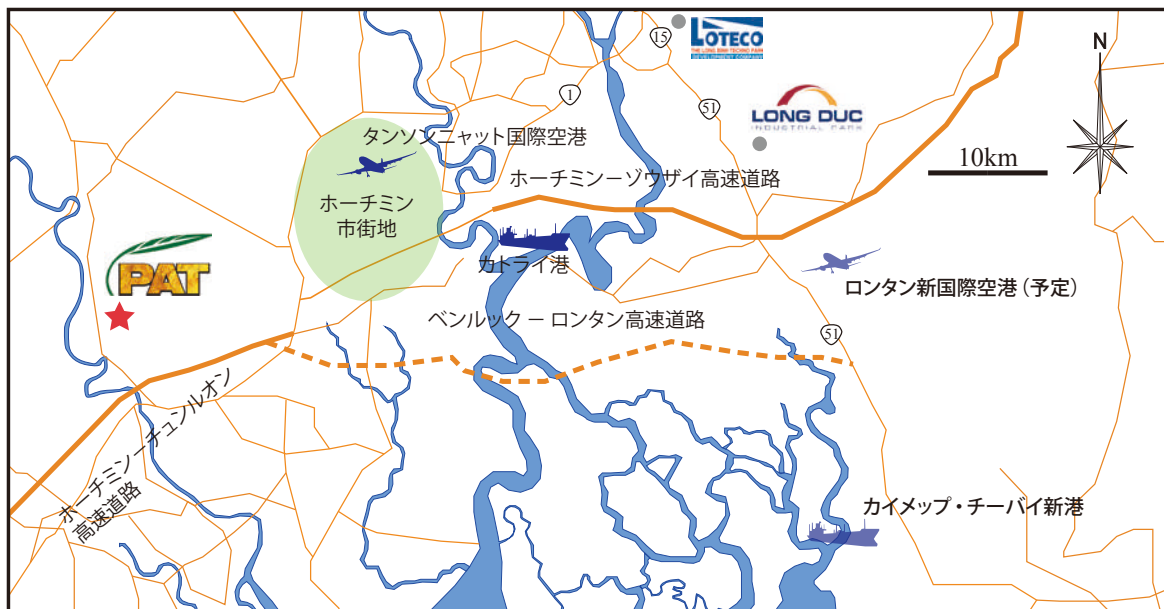 15
LOTECO
THE LONG BINH TECHNO PARK
DEVELOPMENT COMPANY
N
1
51
LONG DUC
INDUSTRIAL PARK
タンソンニャット国際空港
10km
ホーチミンーゾウザイ高速道路
ホーチミン
市街地
PAT
カトライ港
ロンタン新国際空港(予定)
ベンルック ー ロンタン高速道路
51
ホーチミンーチュンルオン
高速道路
カイメップ・チーバイ新港